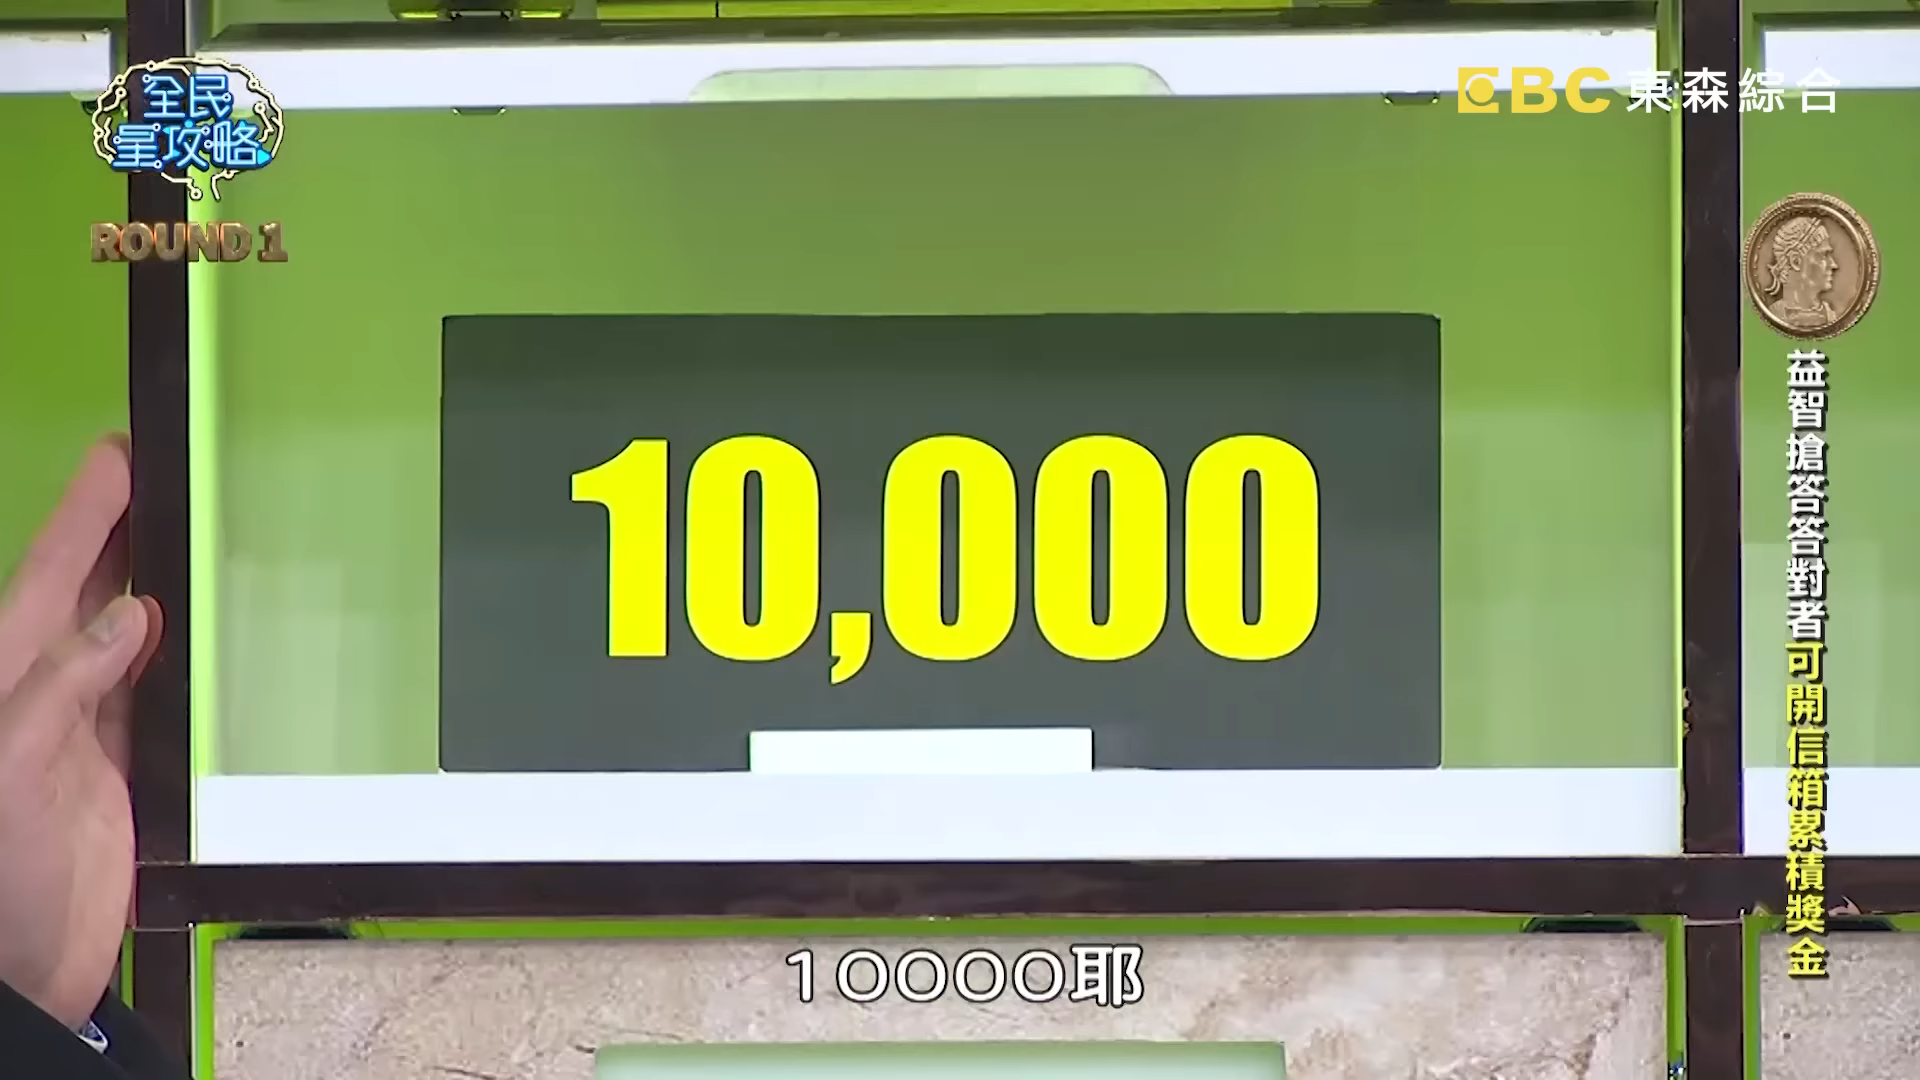 全民
星攻略
ROUND 1
EBC 東森綜合
10,000
益智搶答答對者可開信箱累積獎金
10000耶